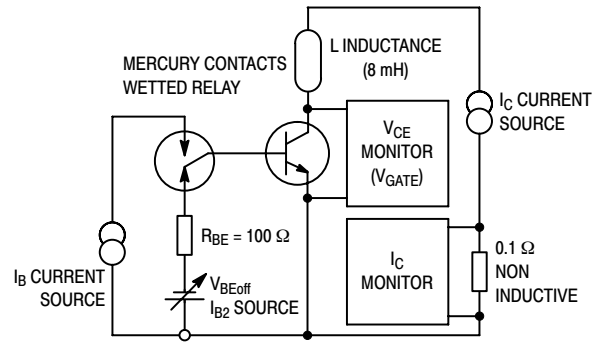 MERCURY CONTACTS
WETTED RELAY
L INDUCTANCE
(8 mH)
I_C CURRENT
SOURCE
V_CE
MONITOR
(V_GATE)
R_BE = 100 Ω
I_C
MONITOR
0.1 Ω
NON
INDUCTIVE
I_B CURRENT
SOURCE
V_BEoff
I_B2 SOURCE